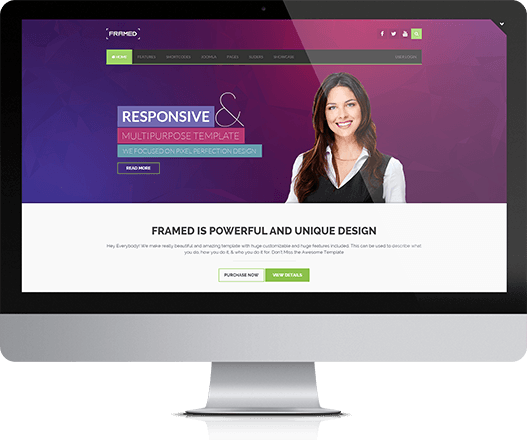 FRAMED
HOME FEATURES SHORTCODES JOOMLA PAGES K2 BLOG SHOWCASE
RESPONSIVE &
MULTIPURPOSE TEMPLATE
WE FOCUSED ON PIXEL PERFECTION DESIGN
READ MORE
FRAMED IS POWERFUL AND UNIQUE DESIGN
Hey Everybody! We make really beautiful and amazing template with huge customizable and huge features included. This can be used to describe what
you do, how you do it, & who you do it for. Don't Miss the Awesome Template
PURCHASE NOW VIEW DETAILS